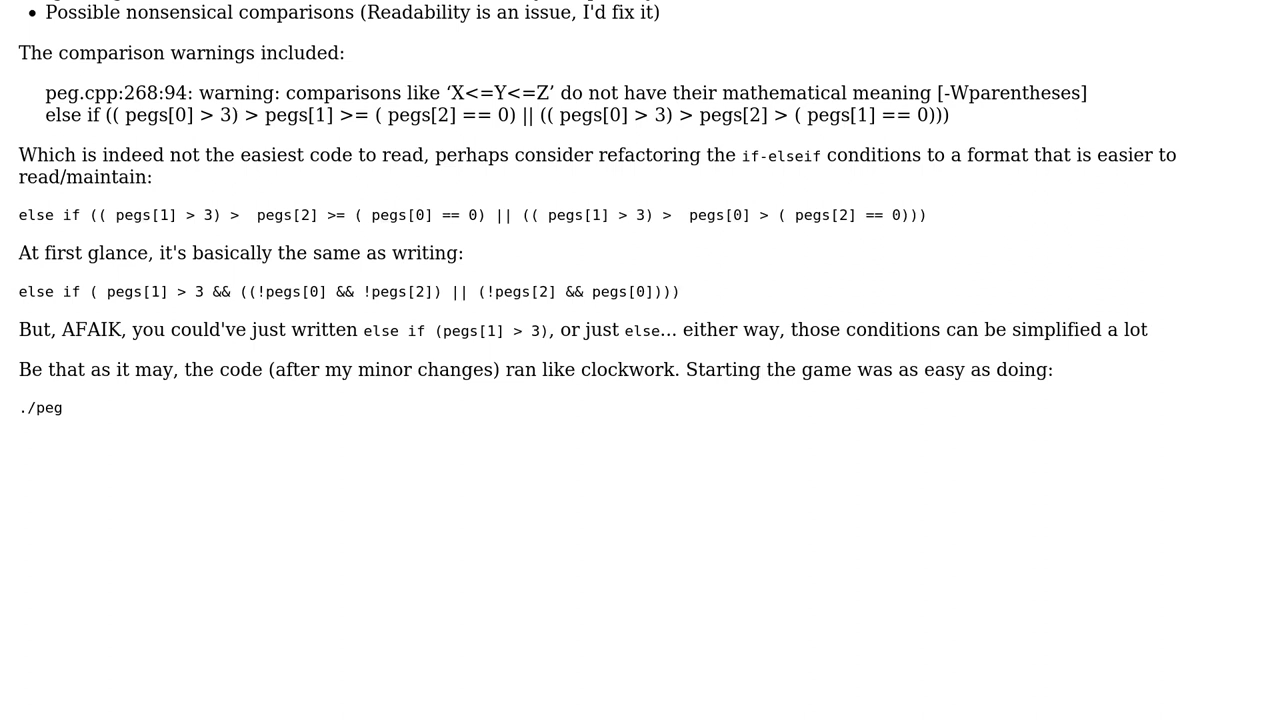 • Possible nonsensical comparisons (Readability is an issue, I'd fix it)
The comparison warnings included:
peg.cpp:268:94: warning: comparisons like ‘X<=Y<=Z’ do not have their mathematical meaning [-Wparentheses]
else if (( pegs[0] > 3) > pegs[1] >= ( pegs[2] == 0) || (( pegs[0] > 3) > pegs[2] > ( pegs[1] == 0)))
Which is indeed not the easiest code to read, perhaps consider refactoring the if-elseif conditions to a format that is easier to
read/maintain:
else if (( pegs[1] > 3) >  pegs[2] >= ( pegs[0] == 0) || (( pegs[1] > 3) >  pegs[0] > ( pegs[2] == 0)))
At first glance, it's basically the same as writing:
else if ( pegs[1] > 3 && ((!pegs[0] && !pegs[2]) || (!pegs[2] && pegs[0])))
But, AFAIK, you could've just written else if (pegs[1] > 3), or just else... either way, those conditions can be simplified a lot
Be that as it may, the code (after my minor changes) ran like clockwork. Starting the game was as easy as doing:
./peg